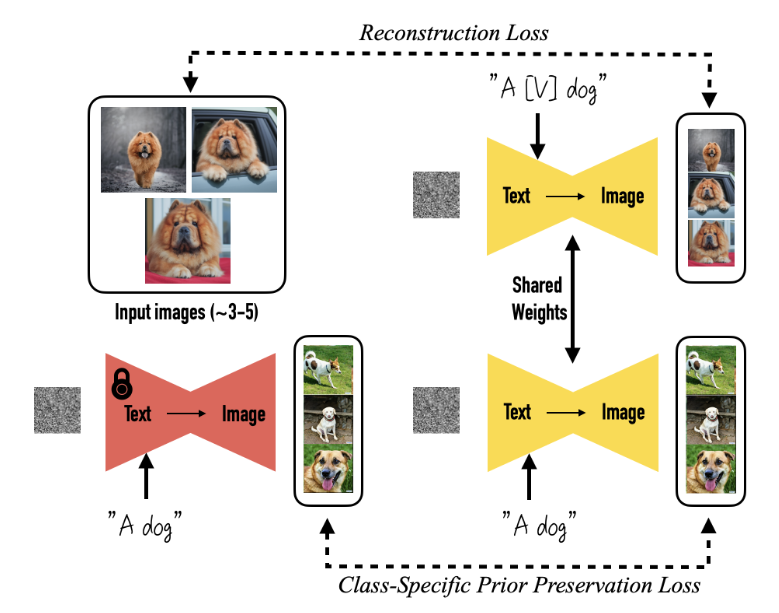 Reconstruction Loss
"A [V] dog"
Text → Image
Input images (~3-5)
Shared
Weights
Text → Image
Text → Image
"A dog"
"A dog"
Class-Specific Prior Preservation Loss